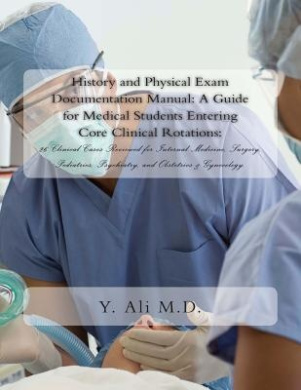 History and Physical Exam
Documentation Manual: A Guide
for Medical Students Entering
Core Clinical Rotations:
36 Clinical Cases Reviewed for Internal Medicine, Surgery,
Pediatrics, Psychiatry, and Obstetrics & Gynecology
Y. Ali M.D.